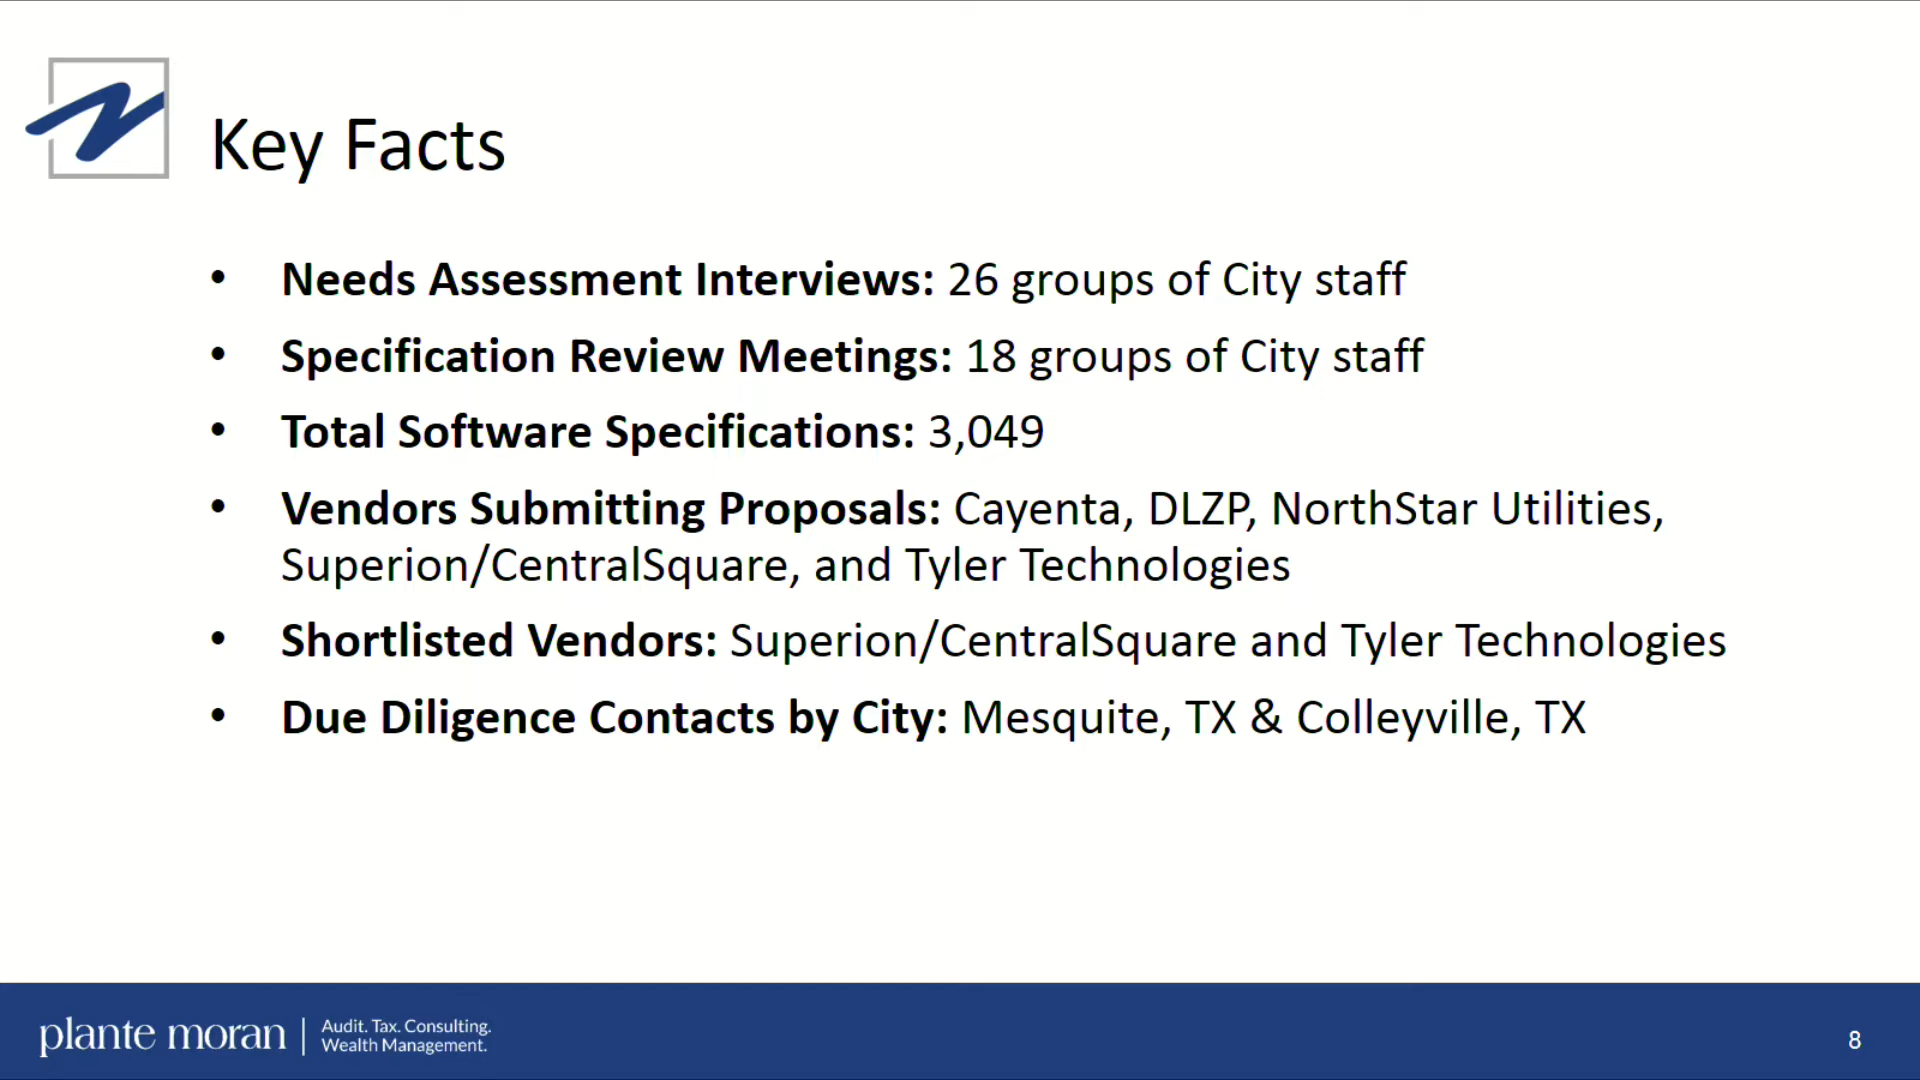 Key Facts
• Needs Assessment Interviews: 26 groups of City staff
• Specification Review Meetings: 18 groups of City staff
• Total Software Specifications: 3,049
• Vendors Submitting Proposals: Cayenta, DLZP, NorthStar Utilities,
Superion/CentralSquare, and Tyler Technologies
• Shortlisted Vendors: Superion/CentralSquare and Tyler Technologies
• Due Diligence Contacts by City: Mesquite, TX & Colleyville, TX
plante moran | Audit. Tax. Consulting.
Wealth Management.
8